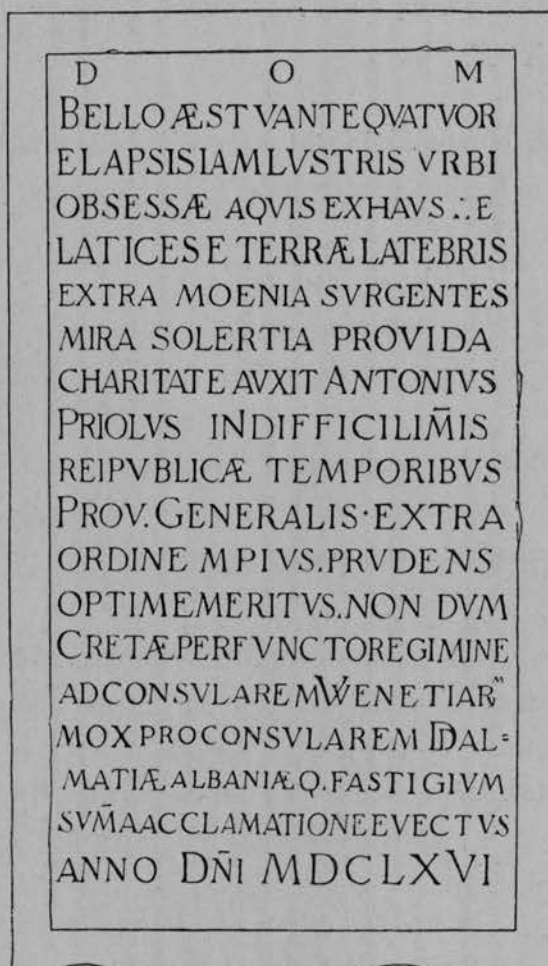 D O M
BELLO ÆSTVANTE QVATVOR
ELAPSIS IAM LVSTRIS VRBI
OBSESSÆ AQVIS EXHAVS∴E
LATICES E TERRÆ LATEBRIS
EXTRA MOENIA SVRGENTES
MIRA SOLERTIA PROVIDA
CHARITATE AVXIT ANTONIVS
PRIOLVS IN DIFFICILIM̄IS
REIPVBLICÆ TEMPORIBVS
PROV. GENERALIS·EXTRA
ORDINEM PIVS. PRVDENS
OPTIME MERITVS. NON DVM
CRETÆ PERFVNCTO REGIMINE
AD CONSVLAREM VVENETIARᴹ
MOX PROCONSVLAREM DDAL=
MATIÆ ALBANIÆ Q. FASTIGIVM
SVM̄A ACCLAMATIONE EVECTVS
ANNO DÑI MDCLXVI